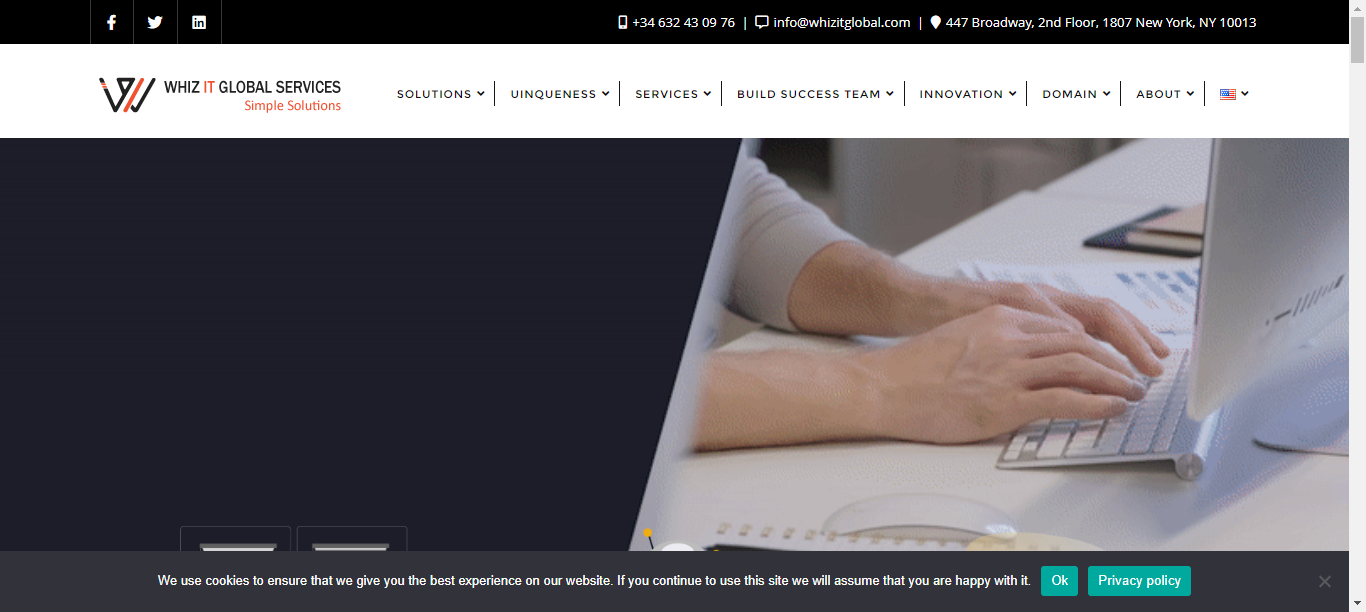 +34 632 43 09 76 | info@whizitglobal.com | 447 Broadway, 2nd Floor, 1807 New York, NY 10013
WHIZ IT GLOBAL SERVICES
Simple Solutions
SOLUTIONS UINQUENESS SERVICES BUILD SUCCESS TEAM INNOVATION DOMAIN ABOUT
We use cookies to ensure that we give you the best experience on our website. If you continue to use this site we will assume that you are happy with it. Ok Privacy policy